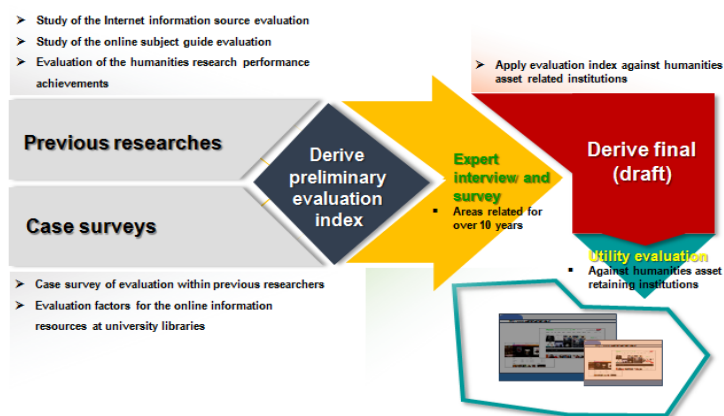 ➢ Study of the Internet information source evaluation
➢ Study of the online subject guide evaluation
➢ Evaluation of the humanities research performance
achievements
Previous researches
Case surveys
➢ Case survey of evaluation within previous researchers
➢ Evaluation factors for the online information
resources at university libraries
Derive
preliminary
evaluation
index
Expert
interview and
survey
▪ Areas related for
over 10 years
➢ Apply evaluation index against humanities
asset related institutions
Derive final
(draft)
Utility evaluation
▪ Against humanities asset
retaining institutions